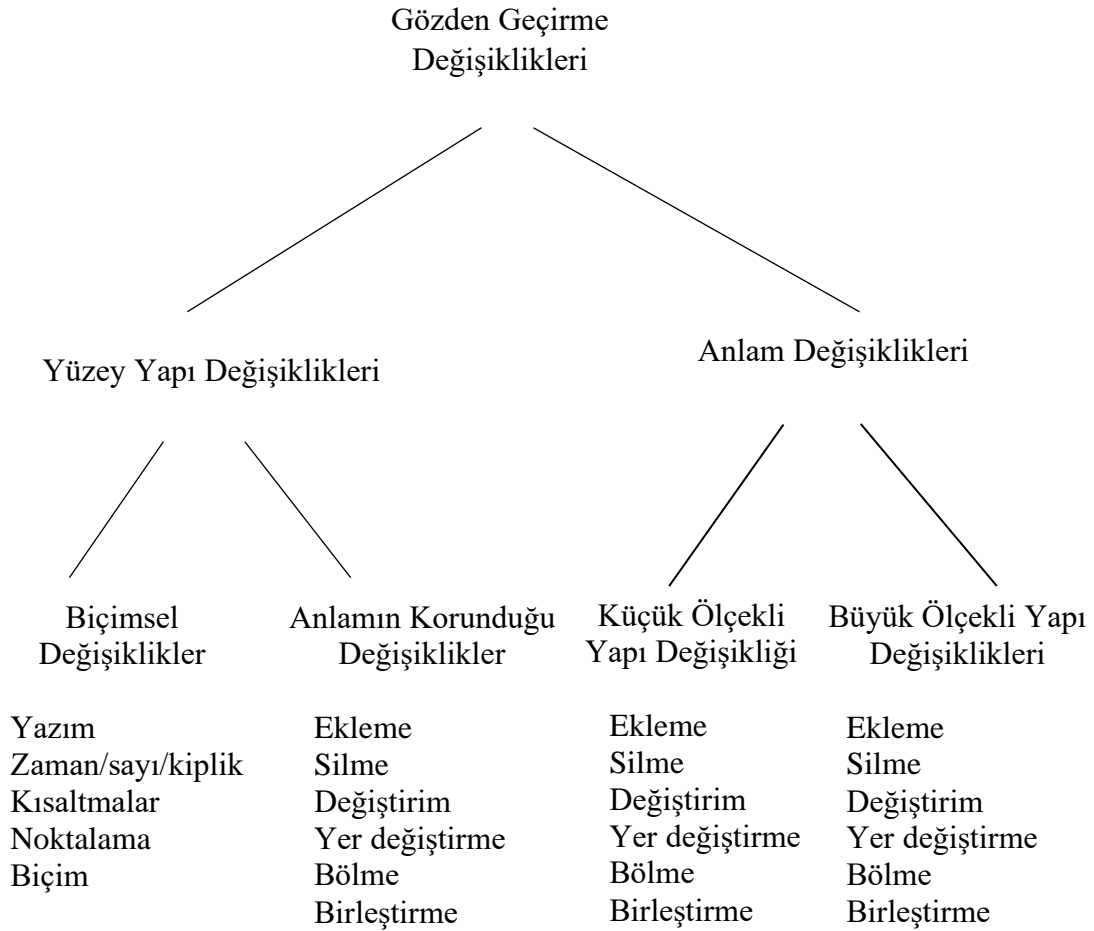 Gözden Geçirme
Değişiklikleri
Yüzey Yapı Değişiklikleri
Anlam Değişiklikleri
Biçimsel
Değişiklikler
Anlamın Korunduğu
Değişiklikler
Küçük Ölçekli
Yapı Değişikliği
Büyük Ölçekli Yapı
Değişiklikleri
Yazım
Zaman/sayı/kiplik
Kısaltmalar
Noktalama
Biçim
Ekleme
Silme
Değiştirim
Yer değiştirme
Bölme
Birleştirme
Ekleme
Silme
Değiştirim
Yer değiştirme
Bölme
Birleştirme
Ekleme
Silme
Değiştirim
Yer değiştirme
Bölme
Birleştirme